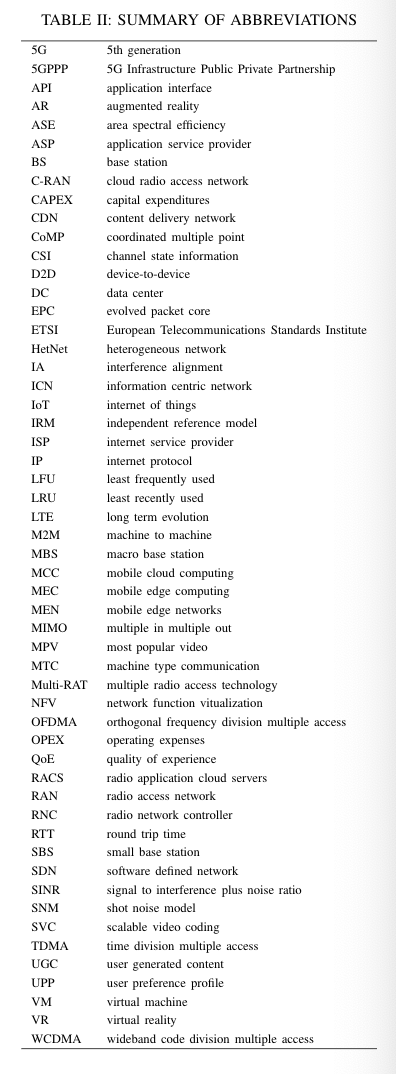 TABLE II: SUMMARY OF ABBREVIATIONS
5G 5th generation
5GPPP 5G Infrastructure Public Private Partnership
API application interface
AR augmented reality
ASE area spectral efficiency
ASP application service provider
BS base station
C-RAN cloud radio access network
CAPEX capital expenditures
CDN content delivery network
CoMP coordinated multiple point
CSI channel state information
D2D device-to-device
DC data center
EPC evolved packet core
ETSI European Telecommunications Standards Institute
HetNet heterogeneous network
IA interference alignment
ICN information centric network
IoT internet of things
IRM independent reference model
ISP internet service provider
IP internet protocol
LFU least frequently used
LRU least recently used
LTE long term evolution
M2M machine to machine
MBS macro base station
MCC mobile cloud computing
MEC mobile edge computing
MEN mobile edge networks
MIMO multiple in multiple out
MPV most popular video
MTC machine type communication
Multi-RAT multiple radio access technology
NFV network function vitualization
OFDMA orthogonal frequency division multiple access
OPEX operating expenses
QoE quality of experience
RACS radio application cloud servers
RAN radio access network
RNC radio network controller
RTT round trip time
SBS small base station
SDN software defined network
SINR signal to interference plus noise ratio
SNM shot noise model
SVC scalable video coding
TDMA time division multiple access
UGC user generated content
UPP user preference profile
VM virtual machine
VR virtual reality
WCDMA wideband code division multiple access